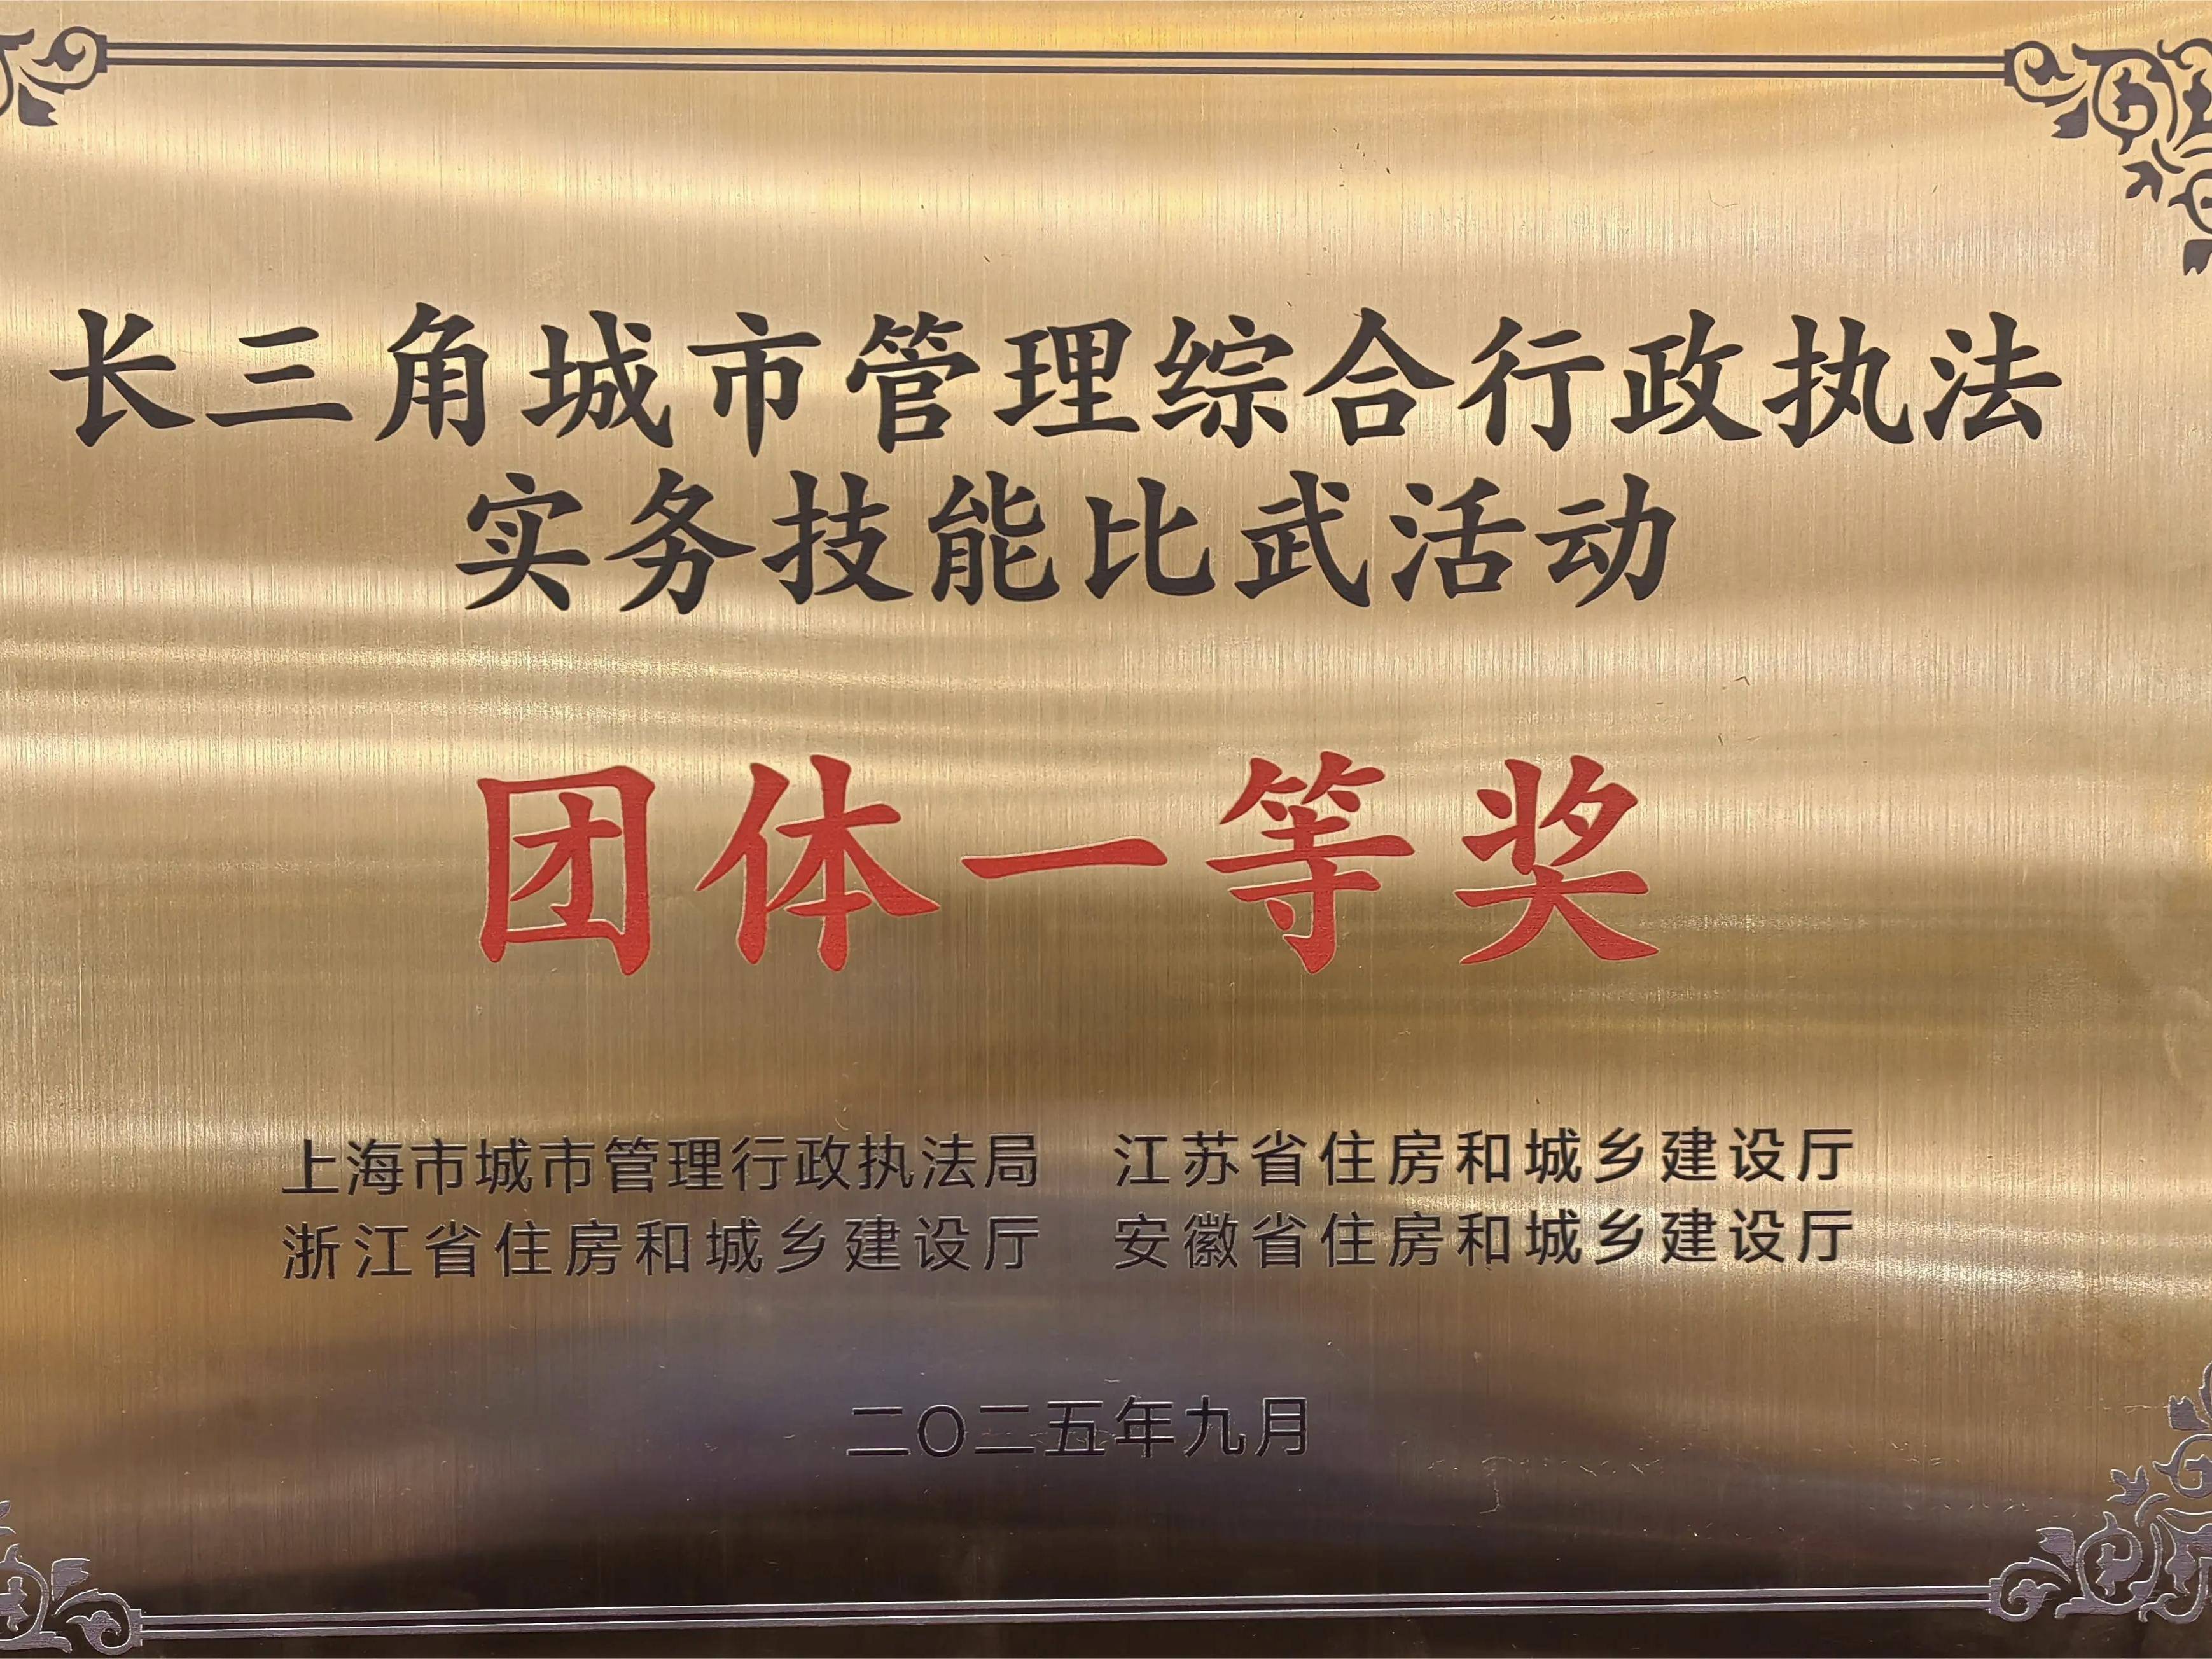 长三角城市管理综合行政执法
实务技能比武活动
团体一等奖
上海市城市管理行政执法局 江苏省住房和城乡建设厅
浙江省住房和城乡建设厅 安徽省住房和城乡建设厅
二〇二五年九月